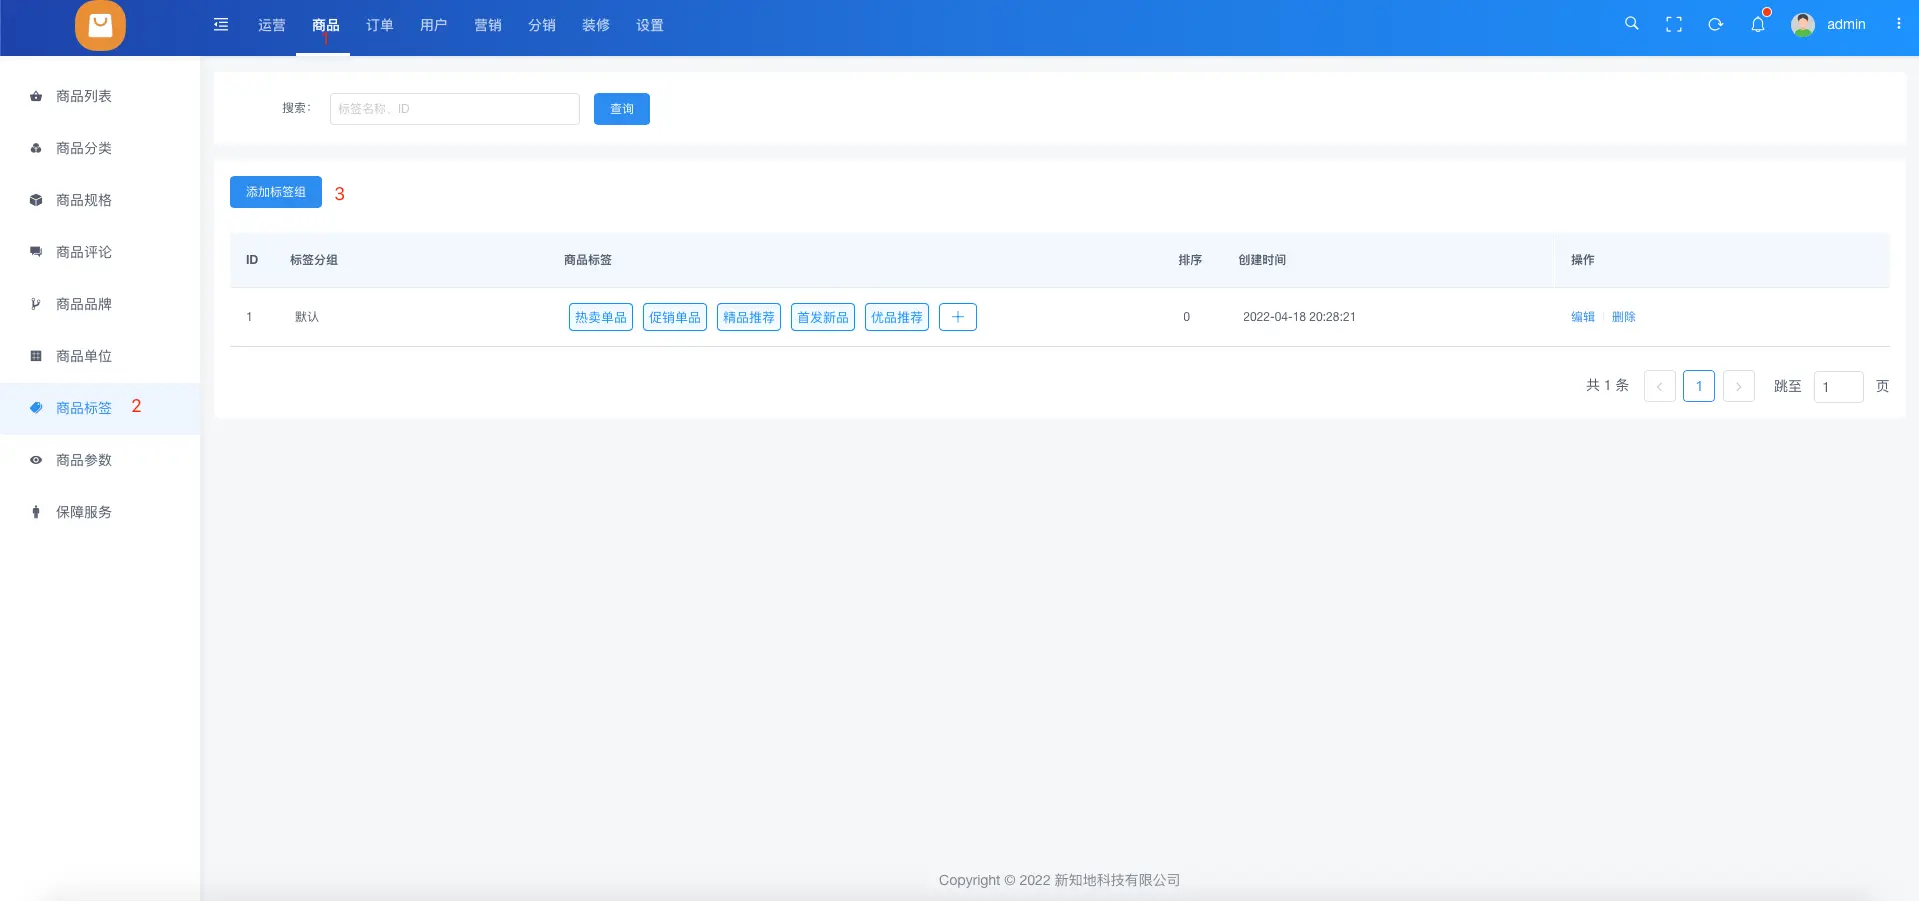 运营 商品 订单 用户 营销 分销 装修 设置 admin
1
商品列表
商品分类
商品规格
商品评论
商品品牌
商品单位
商品标签 2
商品参数
保障服务
搜索： 标签名称、ID 查询
添加标签组 3
ID 标签分组 商品标签 排序 创建时间 操作
1 默认 热卖单品 促销单品 精品推荐 首发新品 优品推荐 + 0 2022-04-18 20:28:21 编辑 删除
共 1 条 < 1 > 跳至 1 页
Copyright © 2022 新知地科技有限公司